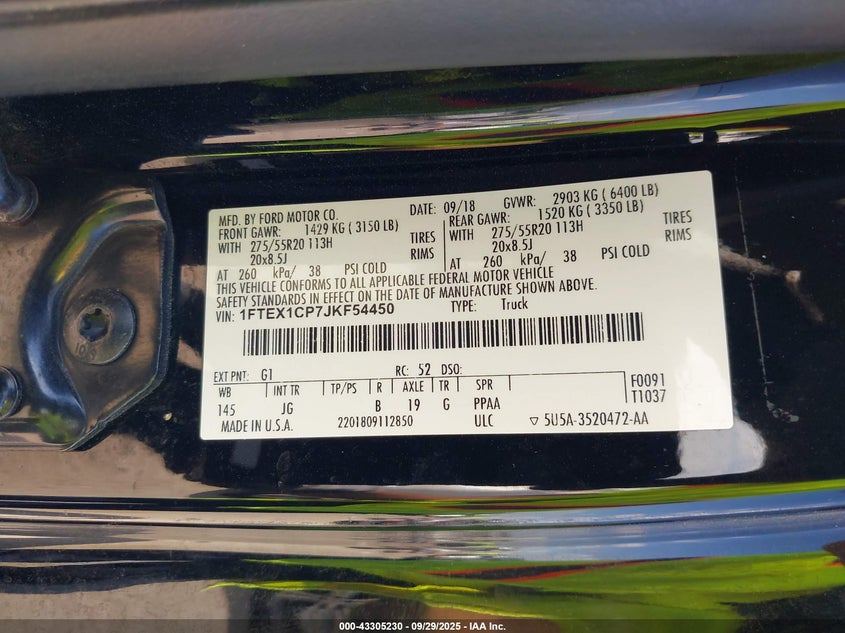 MFD. BY FORD MOTOR CO. 09/18 GVWR: 2903 KG ( 6400 LB)
FRONT GAWR: 1429 KG ( 3150 LB) REAR GAWR: 1520 KG ( 3350 LB)
WITH 275/55R20 113H TIRES WITH 275/55R20 113H TIRES
20x8.5J RIMS 20x8.5J RIMS
AT 260 kPa/ 38 PSI COLD AT 260 kPa/ 38 PSI COLD
THIS VEHICLE CONFORMS TO ALL APPLICABLE FEDERAL MOTOR VEHICLE
SAFETY STANDARDS IN EFFECT ON THE DATE OF MANUFACTURE SHOWN ABOVE.
VIN: 1FTEX1CP7JKF54450 TYPE: Truck
EXT PNT: G1 RC: 52 DSO:
WB INT TR TP/PS R AXLE TR SPR F0091
145 JG B 19 G PPAA T1037
MADE IN U.S.A. 2201809112850 ULC ▽ 5U5A-3520472-AA
000-43305230 - 09/29/2025 - IAA Inc.